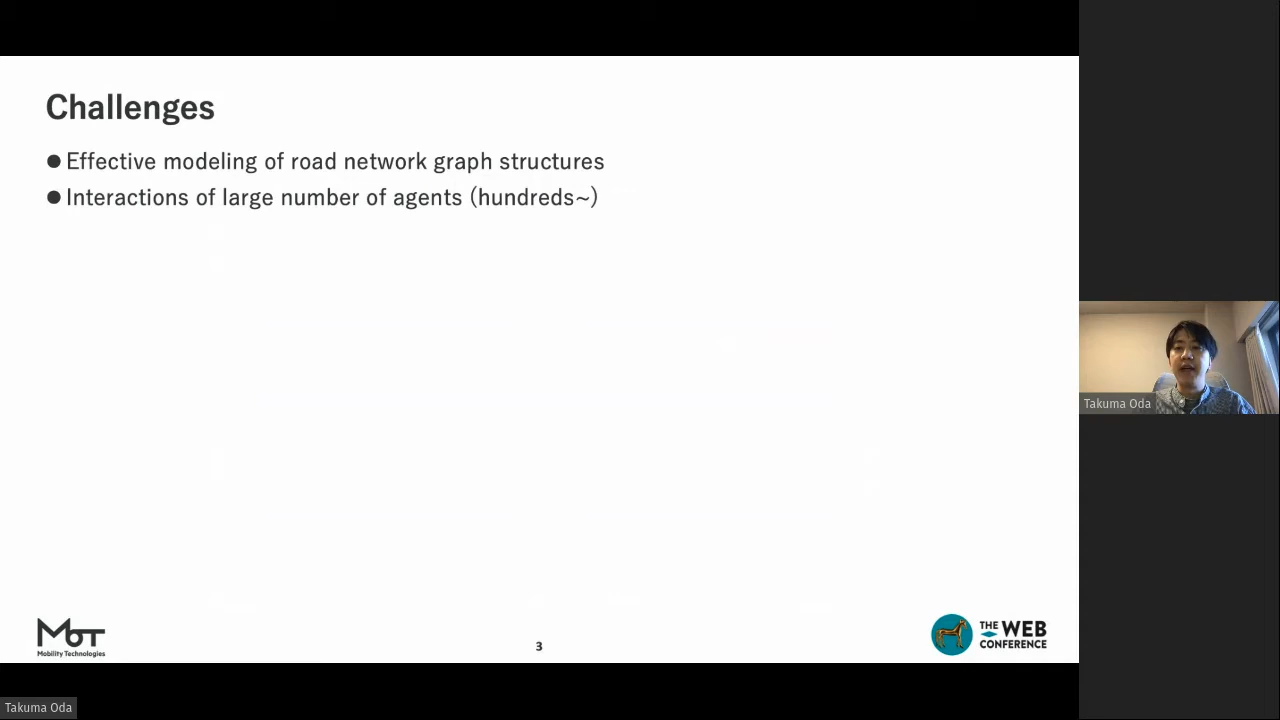 Challenges
● Effective modeling of road network graph structures
● Interactions of large number of agents (hundreds~)
Takuma Oda
MoT
Mobility Technologies
3
THE WEB
CONFERENCE
Takuma Oda